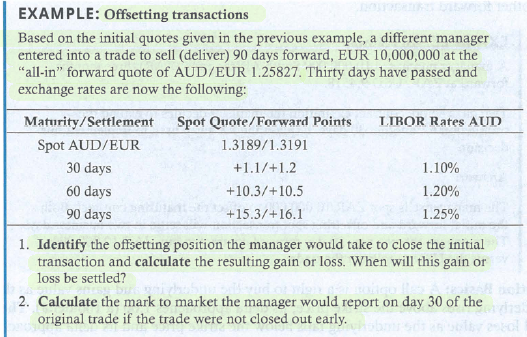 EXAMPLE: Offsetting transactions
Based on the initial quotes given in the previous example, a different manager
entered into a trade to sell (deliver) 90 days forward, EUR 10,000,000 at the
“all-in” forward quote of AUD/EUR 1.25827. Thirty days have passed and
exchange rates are now the following:
Maturity/Settlement Spot Quote/Forward Points LIBOR Rates AUD
Spot AUD/EUR 1.3189/1.3191
30 days +1.1/+1.2 1.10%
60 days +10.3/+10.5 1.20%
90 days +15.3/+16.1 1.25%
1. Identify the offsetting position the manager would take to close the initial
transaction and calculate the resulting gain or loss. When will this gain or
loss be settled?
2. Calculate the mark to market the manager would report on day 30 of the
original trade if the trade were not closed out early.